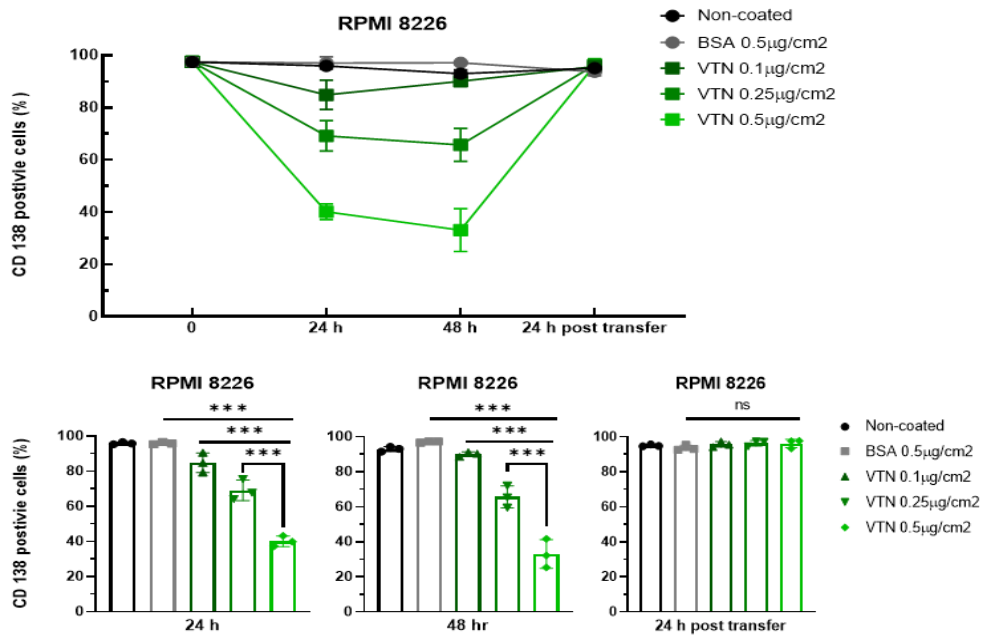 RPMI 8226
Non-coated
BSA 0.5µg/cm2
VTN 0.1µg/cm2
VTN 0.25µg/cm2
VTN 0.5µg/cm2
CD 138 postivie cells (%)
100
80
60
40
20
0
0 24 h 48 h 24 h post transfer
RPMI 8226
***
***
***
CD 138 postivie cells (%)
100
80
60
40
20
0
24 h
RPMI 8226
***
***
***
100
80
60
40
20
0
48 hr
RPMI 8226
ns
100
80
60
40
20
0
24 h post transfer
Non-coated
BSA 0.5µg/cm2
VTN 0.1µg/cm2
VTN 0.25µg/cm2
VTN 0.5µg/cm2